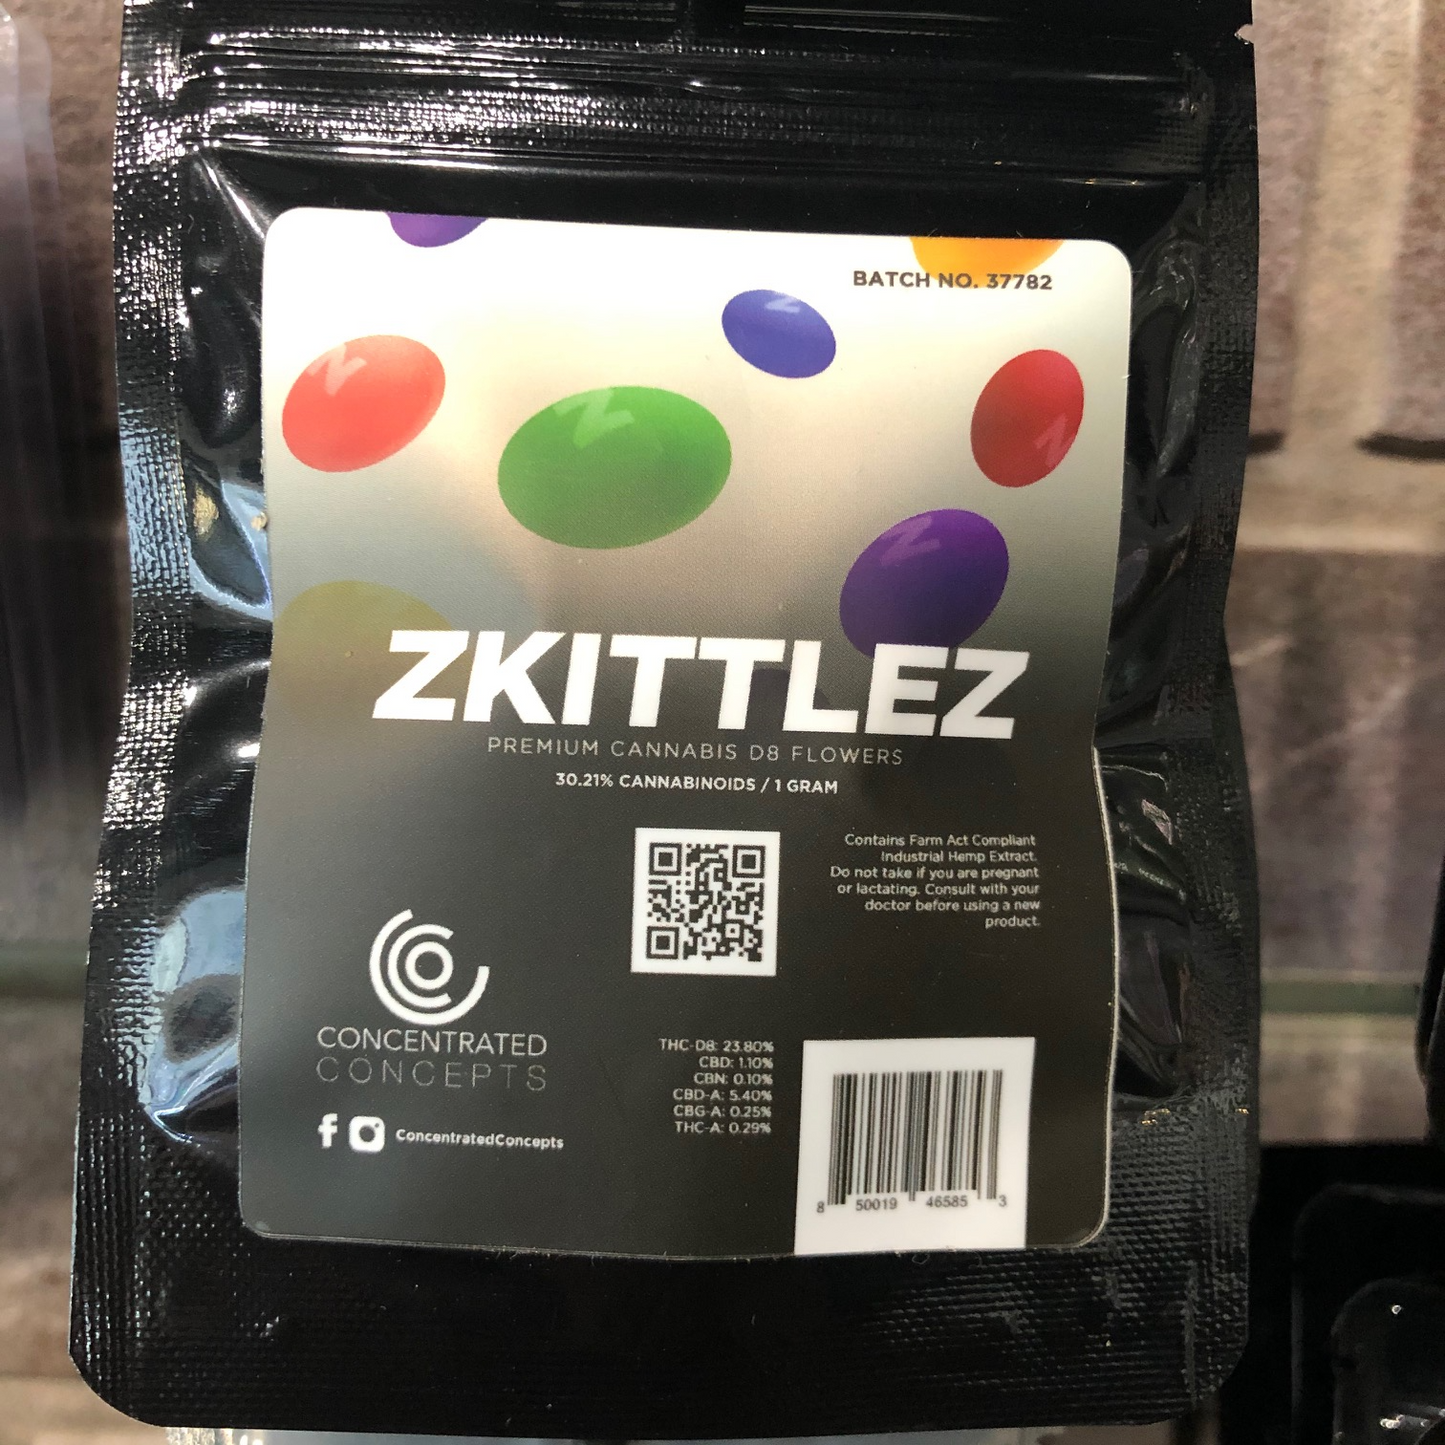 BATCH NO. 37782
Z
Z
Z
Z
Z
ZKITTLEZ
PREMIUM CANNABIS D8 FLOWERS
30.21% CANNABINOIDS / 1 GRAM
Contains Farm Act Compliant
Industrial Hemp Extract.
Do not take if you are pregnant
or lactating. Consult with your
doctor before using a new
product.
CONCENTRATED
CONCEPTS
ConcentratedConcepts
THC-D8: 23.80%
CBD: 1.10%
CBN: 0.10%
CBD-A: 5.40%
CBG-A: 0.25%
THC-A: 0.29%
8 50019 46585 3